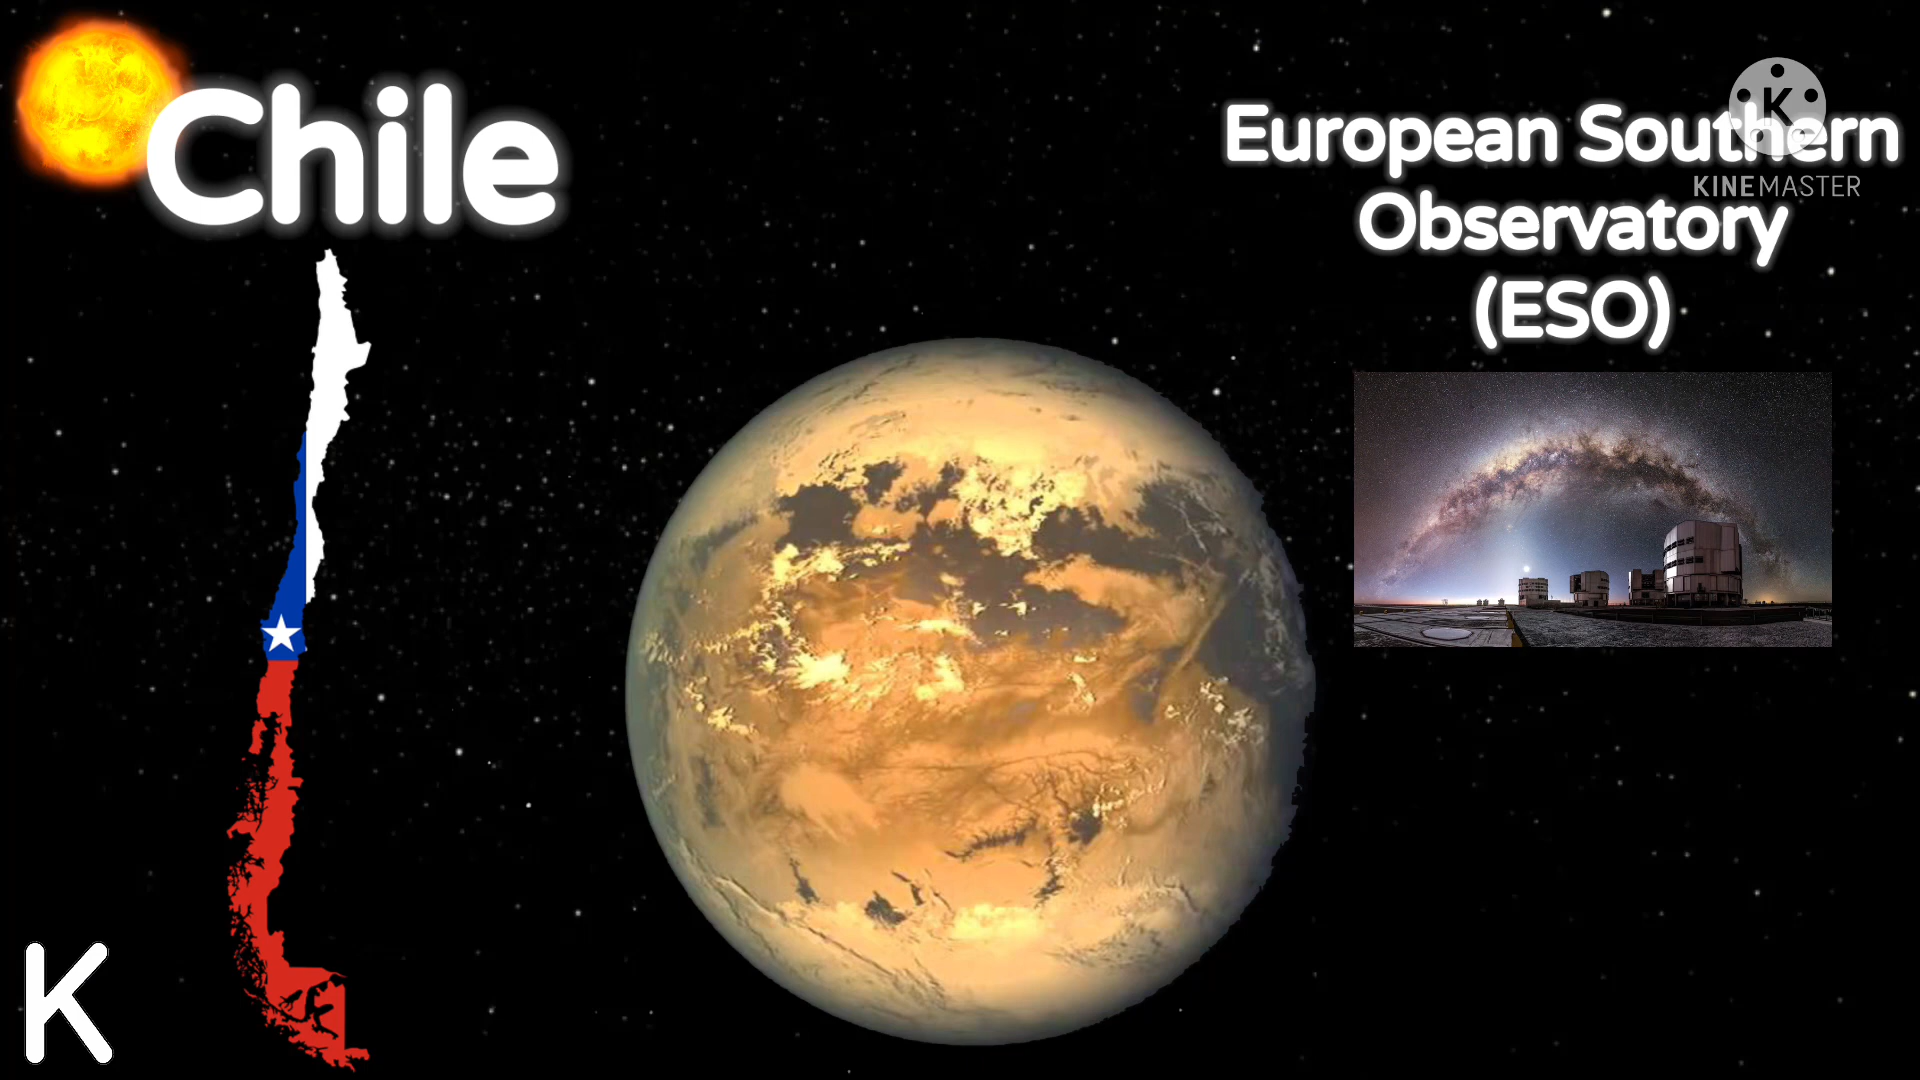 Chile
European Southern
Observatory
(ESO)
K
KINEMASTER
K